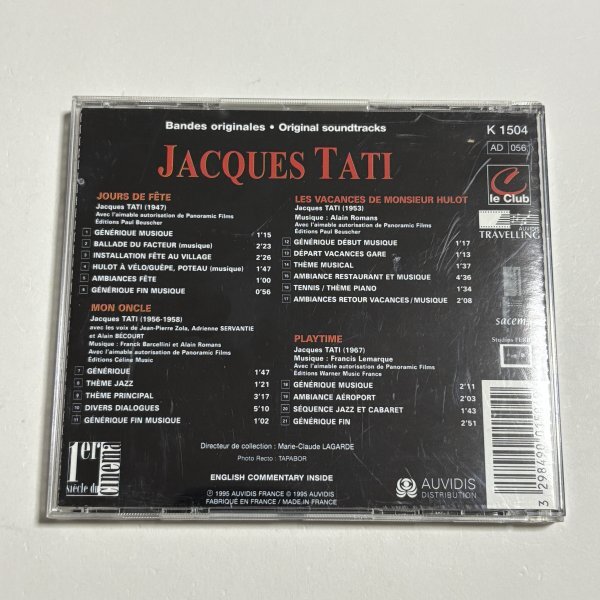 Bandes originales • Original soundtracks
K 1504
AD 056
JACQUES TATI
le Club
AUVIDIS
TRAVELLING
JOURS DE FÊTE
Jacques TATI (1947)
Avec l'aimable autorisation de Panoramic Films
Editions Paul Beuscher
1 GÉNÉRIQUE MUSIQUE 1'15
2 BALLADE DU FACTEUR (musique) 2'23
3 INSTALLATION FÊTE AU VILLAGE 2'26
4 HULOT À VÉLO/GUÊPE, POTEAU (musique) 1'47
5 AMBIANCES FÊTE 1'00
6 GÉNÉRIQUE FIN MUSIQUE 0'56
MON ONCLE
Jacques TATI (1956-1958)
avec les voix de Jean-Pierre Zola, Adrienne SERVANTIE
et Alain BÉCOURT
Musique : Franck Barcellini et Alain Romans
Avec l'aimable autorisation de Panoramic Films
Editions Céline Music
7 GÉNÉRIQUE 1'47
8 THÈME JAZZ 1'21
9 THÈME PRINCIPAL 3'17
10 DIVERS DIALOGUES 5'10
11 GÉNÉRIQUE FIN MUSIQUE 1'02
LES VACANCES DE MONSIEUR HULOT
Jacques TATI (1953)
Musique : Alain Romans
Avec l'aimable autorisation de Panoramic Films
Editions Paul Beuscher
12 GÉNÉRIQUE DÉBUT MUSIQUE 1'17
13 DÉPART VACANCES GARE 1'13
14 THÈME MUSICAL 1'37
15 AMBIANCE RESTAURANT ET MUSIQUE 4'36
16 TENNIS / THÈME PIANO 1'34
17 AMBIANCES RETOUR VACANCES/MUSIQUE 2'08
PLAYTIME
Jacques TATI (1967)
Musique : Francis Lemarque
Avec l'aimable autorisation de Panoramic Films
Editions Warner Music France
18 GÉNÉRIQUE MUSIQUE 2'11
19 AMBIANCE AÉROPORT 2'03
20 SÉQUENCE JAZZ ET CABARET 1'43
21 GÉNÉRIQUE FIN 2'51
sacem
Studios
1er
siècle du
cinéma
Directeur de collection : Marie-Claude LAGARDE
Photo Recto : TAPABOR
ENGLISH COMMENTARY INSIDE
℗ 1995 AUVIDIS FRANCE © 1995 AUVIDIS
FABRIQUÉ EN FRANCE / MADE IN FRANCE
AUVIDIS
DISTRIBUTION